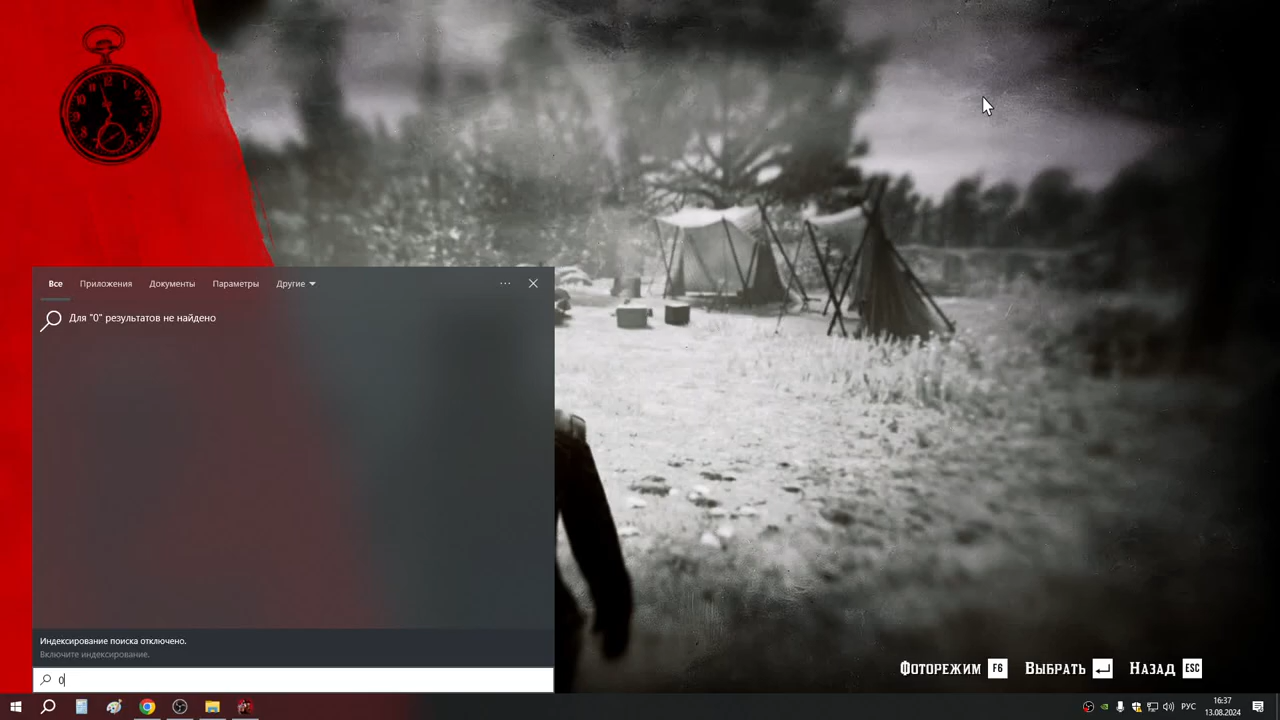 Все Приложения Документы Параметры Другие
Для "0" результатов не найдено
Индексирование поиска отключено.
Включите индексирование.
0
Фоторежим F6 Выбрать Назад ESC
РУС
16:37
13.08.2024